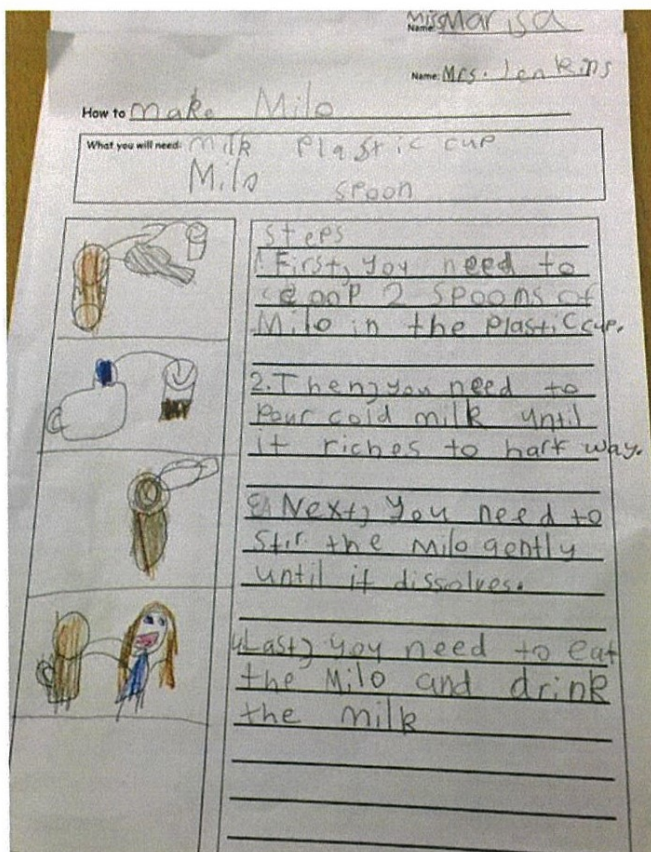 Name: Miss Marisa
Name: Mrs. Jenkins
How to make Milo
What you will need: milk plastic cup
Milo spoon
steps
1. First, you need to
scoop 2 spoons of
Milo in the plastic cup.
2. Then, you need to
pour cold milk until
it riches to harf way.
Next, you need to
stir the Milo gently
until it dissolves.
4 Last, you need to eat
the Milo and drink
the milk